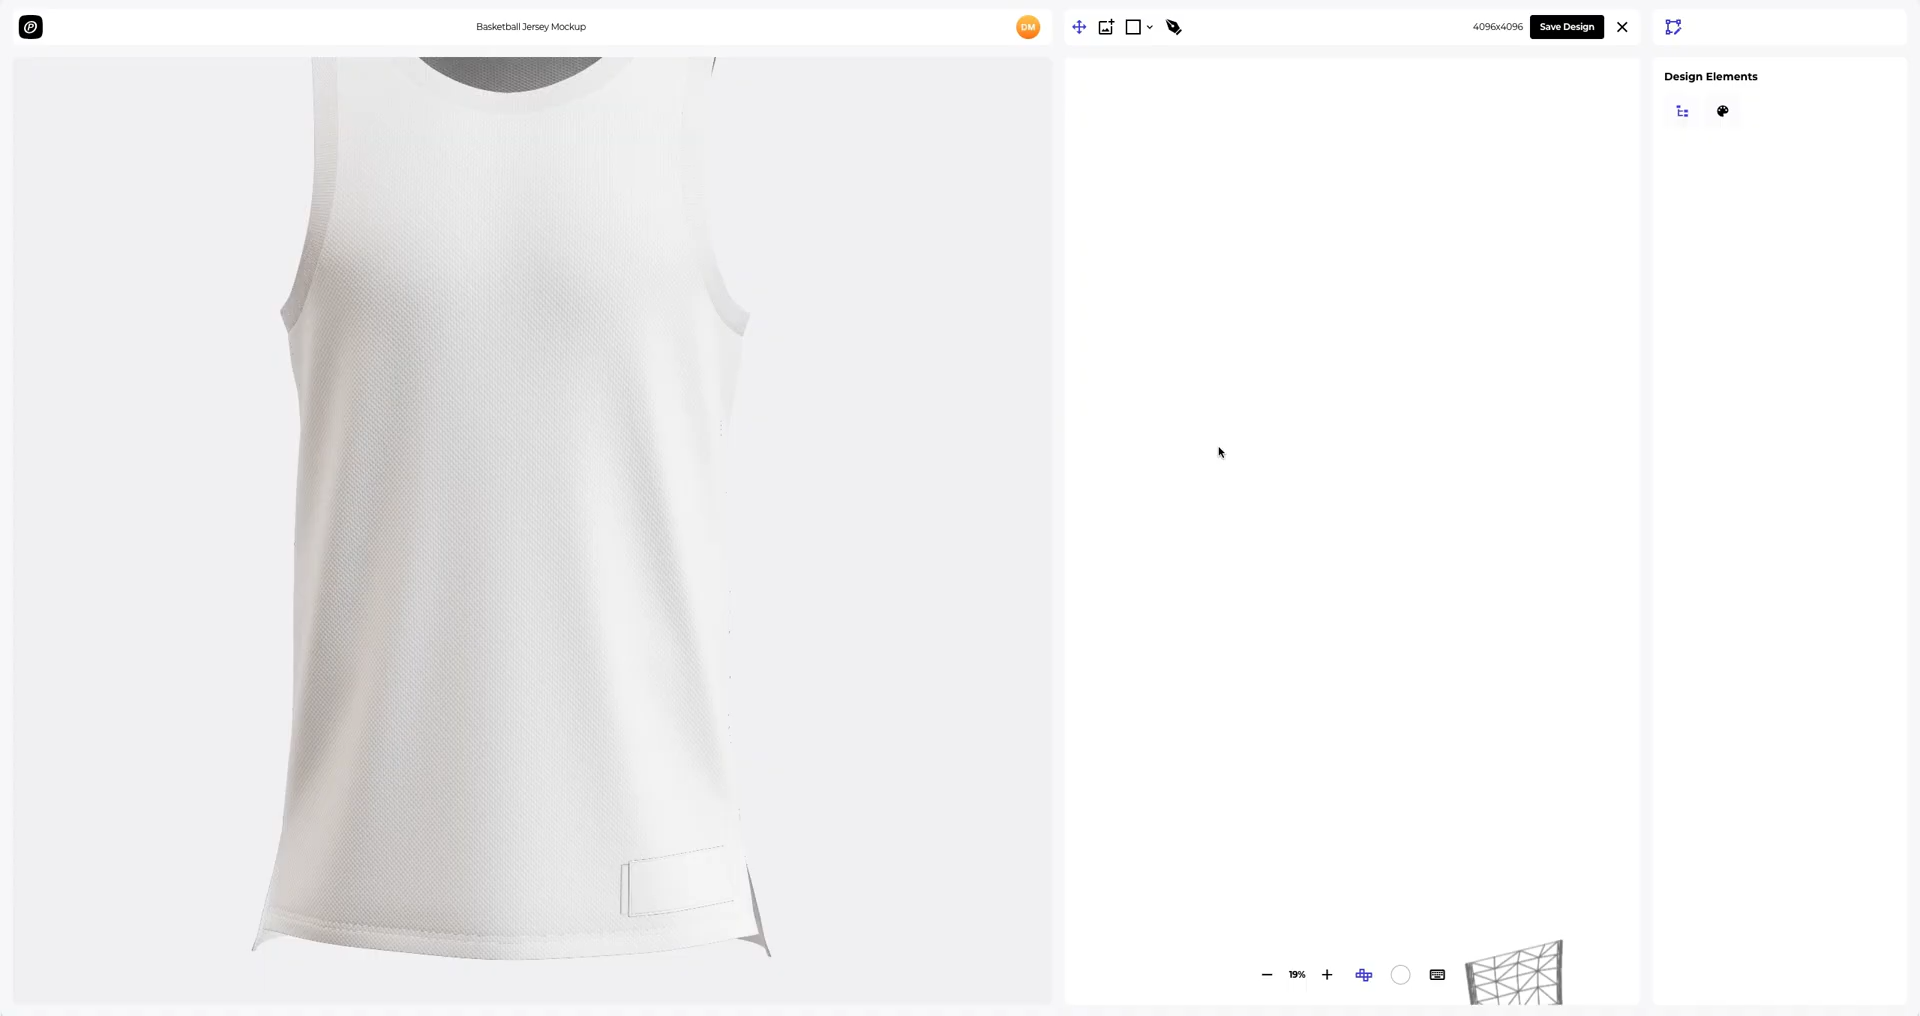 Basketball Jersey Mockup
DM
4096x4096
Save Design
Design Elements
19%